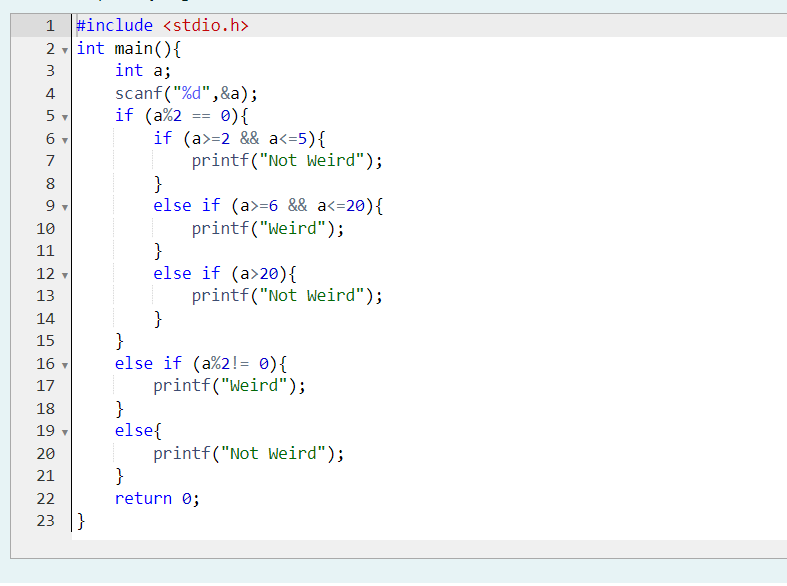 1 #include <stdio.h>
2 int main(){
3     int a;
4     scanf("%d",&a);
5     if (a%2 == 0){
6         if (a>=2 && a<=5){
7             printf("Not Weird");
8         }
9         else if (a>=6 && a<=20){
10             printf("Weird");
11         }
12         else if (a>20){
13             printf("Not Weird");
14         }
15     }
16     else if (a%2!= 0){
17         printf("Weird");
18     }
19     else{
20         printf("Not Weird");
21     }
22     return 0;
23 }